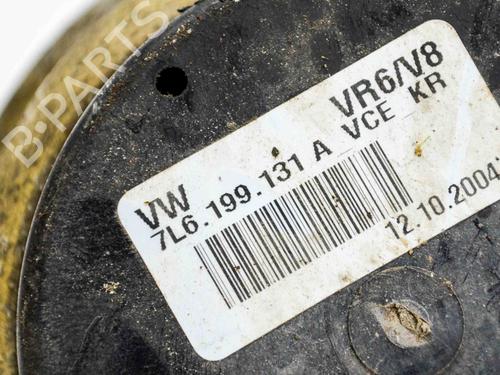 VW VR6/V8
7L6.199.131 A VCE KR
12.10.2004
B-PARTS